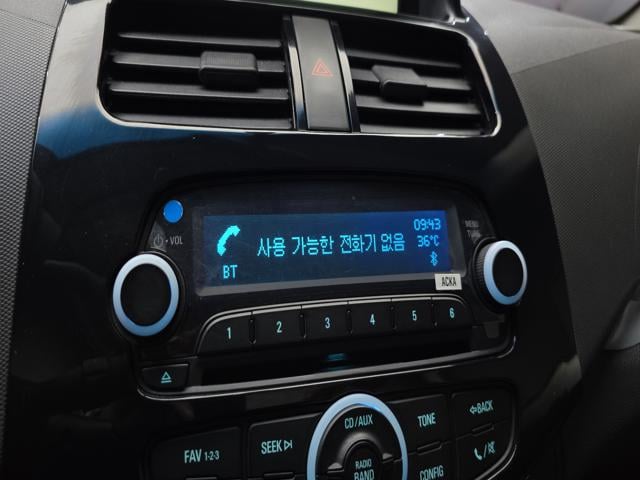 VOL
사용 가능한 전화기 없음
BT
09:43
36°C
MENU
TUNE
ACKA
1 2 3 4 5 6
FAV 1-2-3
SEEK
CD/AUX
TONE
BACK
RADIO
BAND
CONFIG